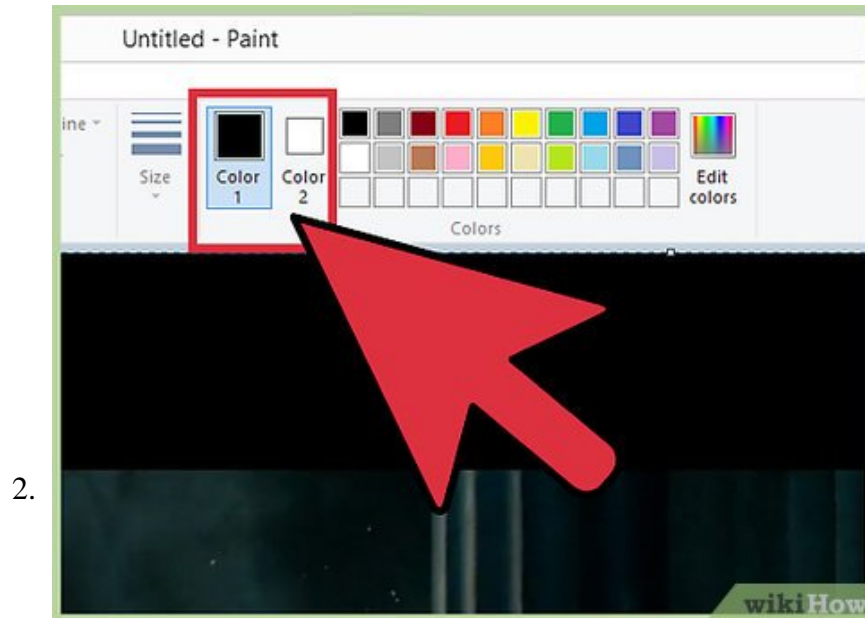 Untitled - Paint
ine
Size
Color
1
Color
2
Edit
colors
Colors
2.
wikiHow